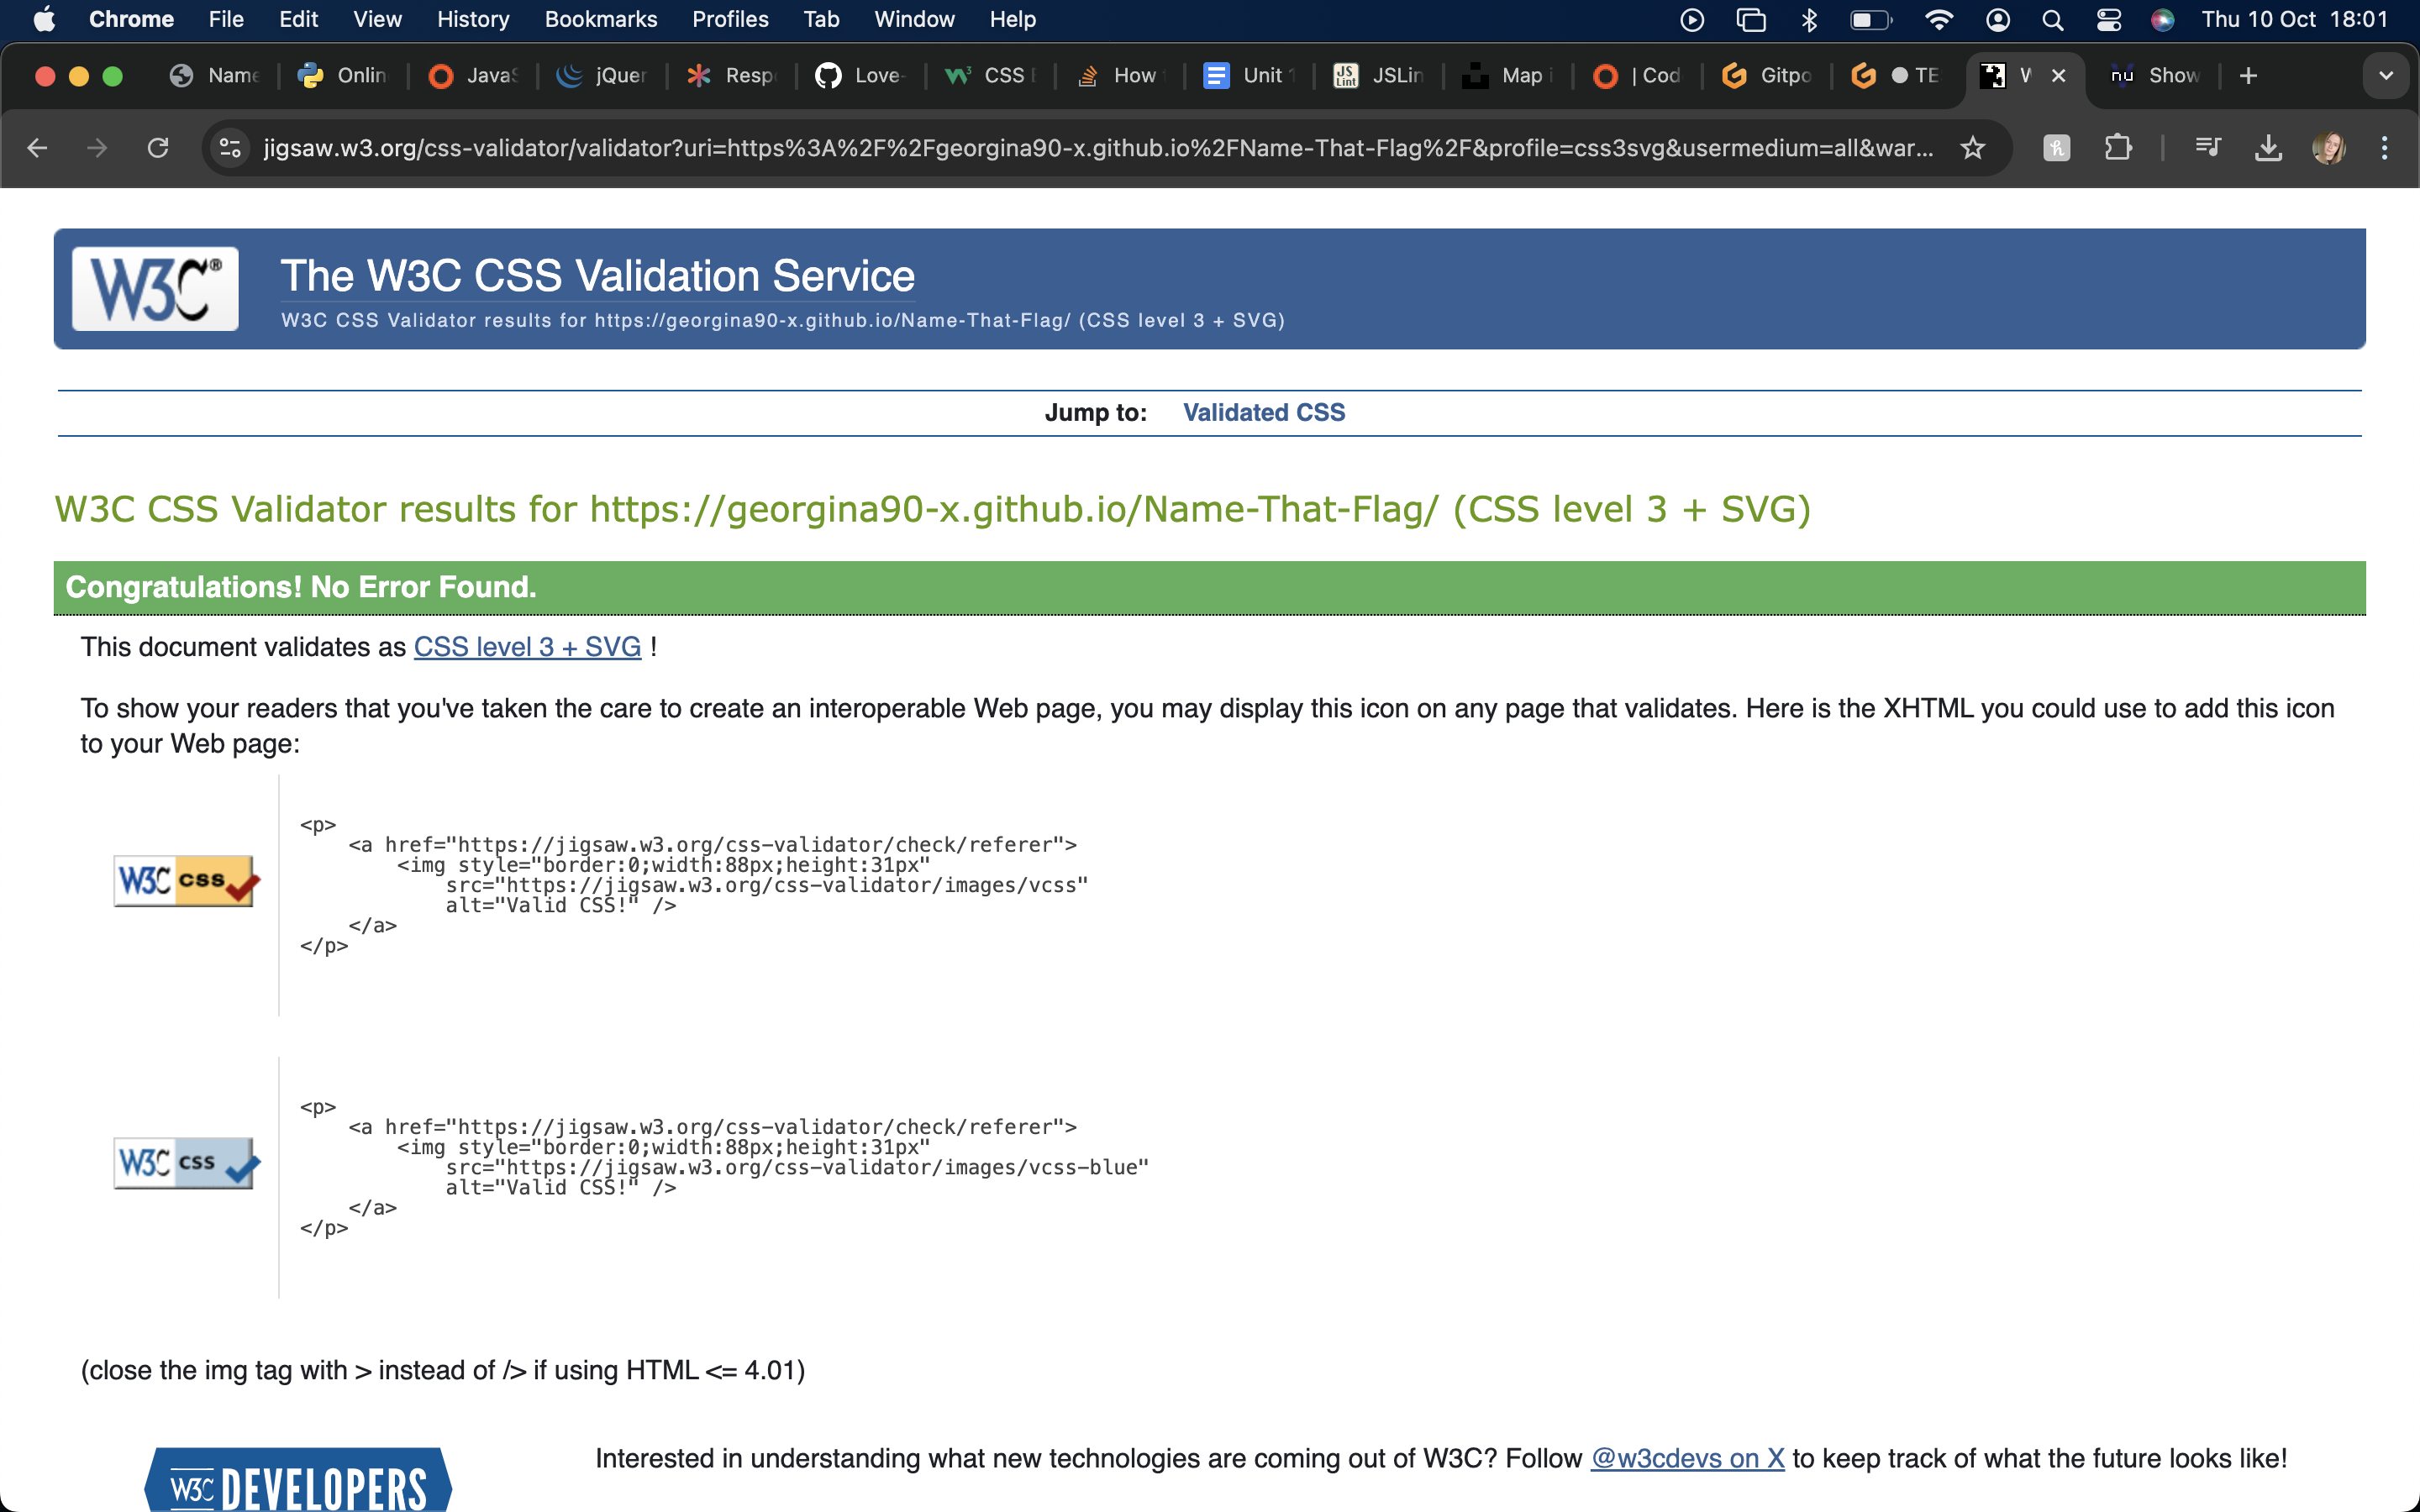 Chrome File Edit View History Bookmarks Profiles Tab Window Help Thu 10 Oct 18:01
Name Onlin JavaS jQuer Resp Love- CSS How Unit 1 JS Lint JSLin Map i | Cod Gitpo TE W nu Show
jigsaw.w3.org/css-validator/validator?uri=https%3A%2F%2Fgeorgina90-x.github.io%2FName-That-Flag%2F&profile=css3svg&usermedium=all&war...
W3C®
The W3C CSS Validation Service
W3C CSS Validator results for https://georgina90-x.github.io/Name-That-Flag/ (CSS level 3 + SVG)
Jump to: Validated CSS
W3C CSS Validator results for https://georgina90-x.github.io/Name-That-Flag/ (CSS level 3 + SVG)
Congratulations! No Error Found.
This document validates as CSS level 3 + SVG !
To show your readers that you've taken the care to create an interoperable Web page, you may display this icon on any page that validates. Here is the XHTML you could use to add this icon
to your Web page:
W3C css
<p>
<a href="https://jigsaw.w3.org/css-validator/check/referer">
<img style="border:0;width:88px;height:31px"
src="https://jigsaw.w3.org/css-validator/images/vcss"
alt="Valid CSS!" />
</a>
</p>
W3C css
<p>
<a href="https://jigsaw.w3.org/css-validator/check/referer">
<img style="border:0;width:88px;height:31px"
src="https://jigsaw.w3.org/css-validator/images/vcss-blue"
alt="Valid CSS!" />
</a>
</p>
(close the img tag with > instead of /> if using HTML <= 4.01)
W3C DEVELOPERS
Interested in understanding what new technologies are coming out of W3C? Follow @w3cdevs on X to keep track of what the future looks like!